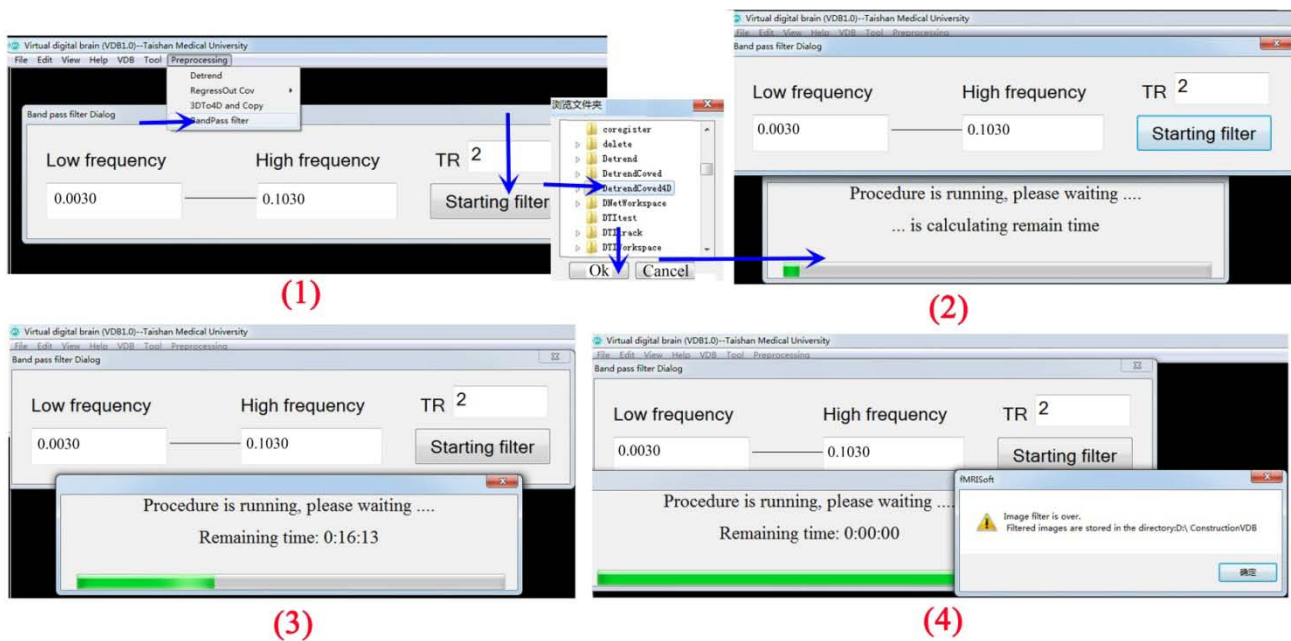 Virtual digital brain (VDB1.0)--Taishan Medical University
File Edit View Help VDB Tool Preprocessing
Detrend
RegressOut Cov
3DTo4D and Copy
BandPass filter
Band pass filter Dialog
Low frequency High frequency TR 2
0.0030 0.1030 Starting filter
浏览文件夹
coregister
delete
Detrend
DetrendCoved
DetrendCoved4D
DNetWorkspace
DTItest
DTITrack
DTIWorkspace
Ok Cancel
(1)
Virtual digital brain (VDB1.0)--Taishan Medical University
File Edit View Help VDB Tool Preprocessing
Band pass filter Dialog
Low frequency High frequency TR 2
0.0030 0.1030 Starting filter
Procedure is running, please waiting ....
... is calculating remain time
(2)
Virtual digital brain (VDB1.0)--Taishan Medical University
File Edit View Help VDB Tool Preprocessing
Band pass filter Dialog
Low frequency High frequency TR 2
0.0030 0.1030 Starting filter
Procedure is running, please waiting ....
Remaining time: 0:16:13
(3)
Virtual digital brain (VDB1.0)--Taishan Medical University
File Edit View Help VDB Tool Preprocessing
Band pass filter Dialog
Low frequency High frequency TR 2
0.0030 0.1030 Starting filter
Procedure is running, please waiting ....
Remaining time: 0:00:00
fMRISoft
Image filter is over.
Filtered images are stored in the directory:D:\ ConstructionVDB
确定
(4)